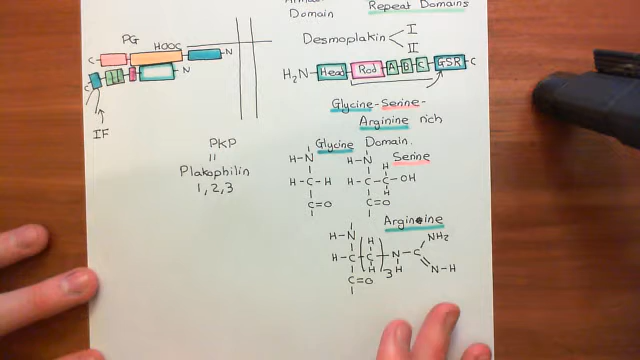 Repeat Domains
Domain
PG
HOOC
N
C
N
C
IF
PKP
"
Plakophilin
1, 2, 3
Desmoplakin
I
II
H₂N
Head
Rod
A
B
C
GSR
C
Glycine-Serine-
Arginine rich
Domain.
Glycine
H-N
H-C-H
C=O
Serine
H-N
H
H-C-C-OH
H
C=O
Arginine
H-N
H
H-C-(C)-N-C
H
3
H
NH₂
N-H
C=O